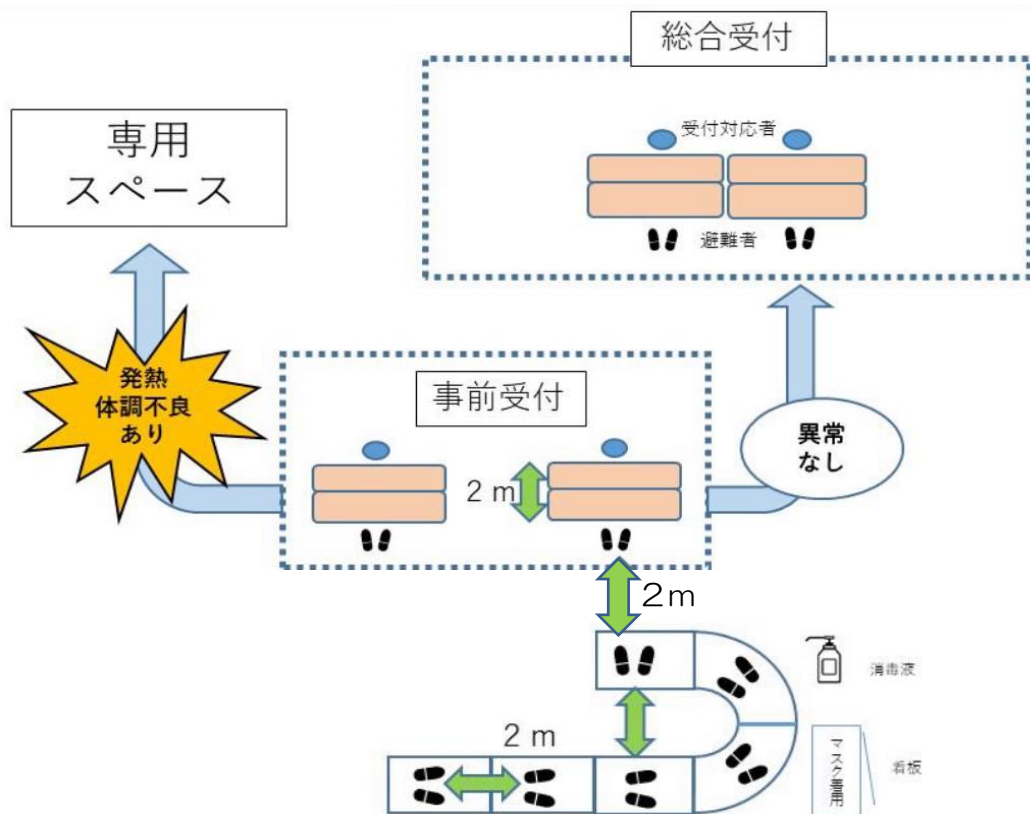 総合受付
専用
スペース
受付対応者
避難者
発熱
体調不良
あり
事前受付
異常
なし
2 m
2m
消毒液
2 m
マスク着用
看板